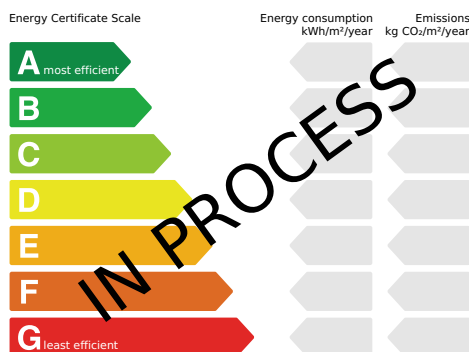 Energy Certificate Scale
Energy consumption
kWh/m²/year
Emissions
kg CO₂/m²/year
A most efficient
B
C
D
E
F
G least efficient
IN PROCESS